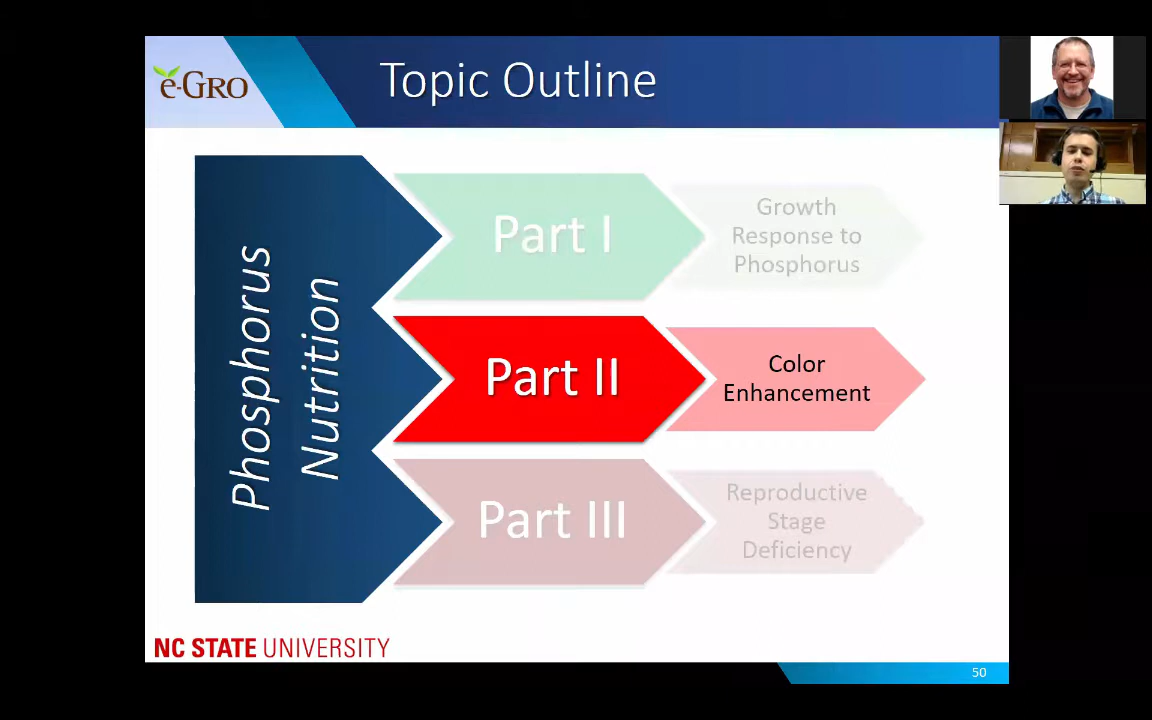 e-GRO
Topic Outline
Phosphorus
Nutrition
Part I
Growth
Response to
Phosphorus
Part II
Color
Enhancement
Part III
Reproductive
Stage
Deficiency
NC STATE UNIVERSITY
50